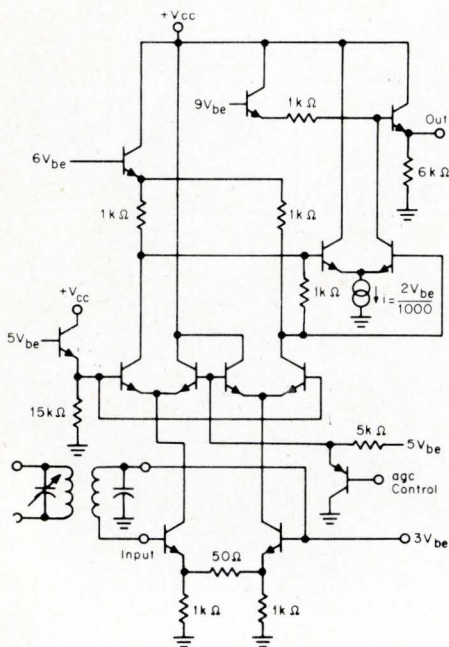 +Vcc
9Vbe
1kΩ
Out
6Vbe
6kΩ
1kΩ
1kΩ
1kΩ
i= 2Vbe
1000
+Vcc
5Vbe
15kΩ
5kΩ
5Vbe
agc
Control
Input
50Ω
3Vbe
1kΩ
1kΩ